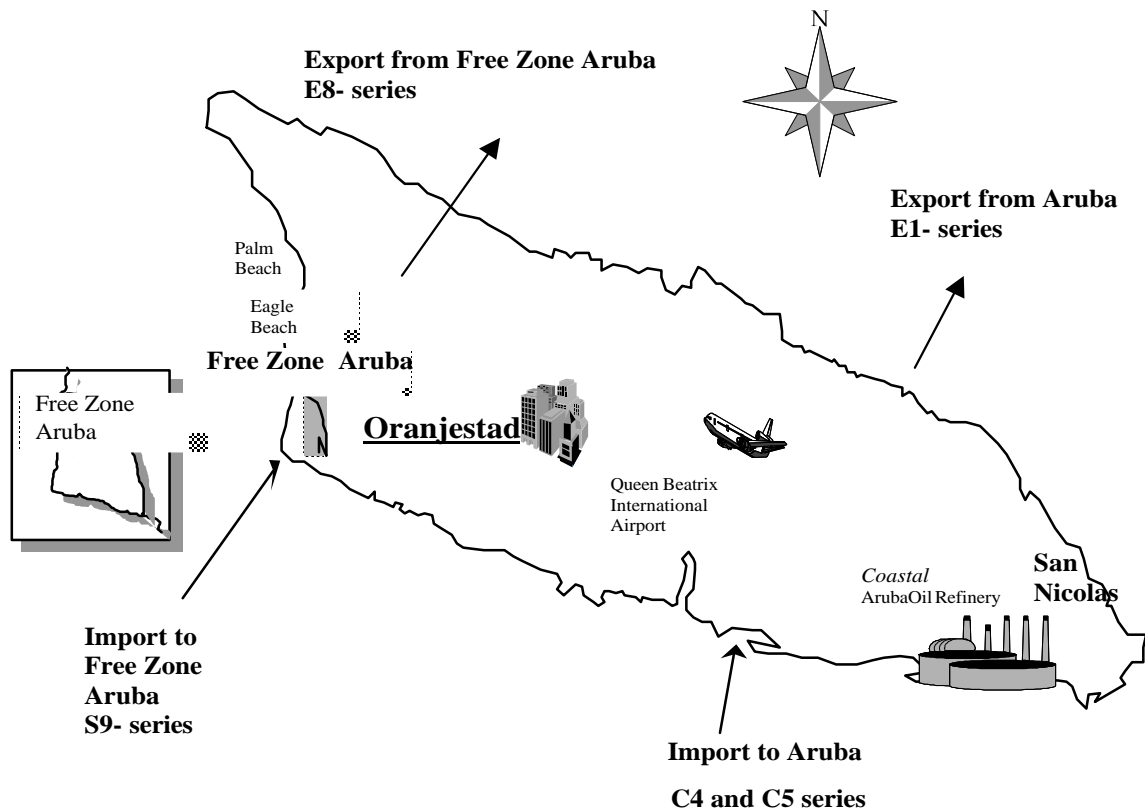 N
Export from Free Zone Aruba
E8- series
Export from Aruba
E1- series
Palm
Beach
Eagle
Beach
Free Zone Aruba
Free Zone
Aruba
Oranjestad
N
Queen Beatrix
International
Airport
Coastal
ArubaOil Refinery
San
Nicolas
Import to
Free Zone
Aruba
S9- series
Import to Aruba
C4 and C5 series